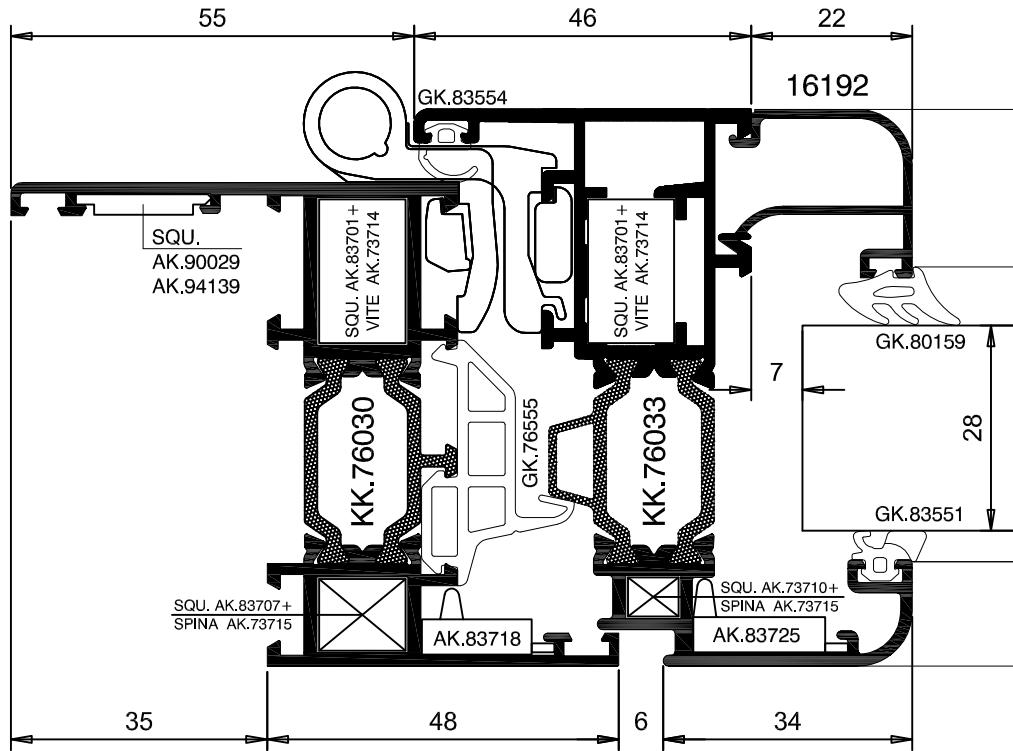 55
46
22
16192
GK.83554
SQU.
AK.90029
AK.94139
SQU. AK.83701+
VITE AK.73714
SQU. AK.83701+
VITE AK.73714
GK.80159
7
28
KK.76030
GK.76555
KK.76033
GK.83551
SQU. AK.83707+
SPINA AK.73715
SQU. AK.73710+
SPINA AK.73715
AK.83718
AK.83725
35
48
6
34